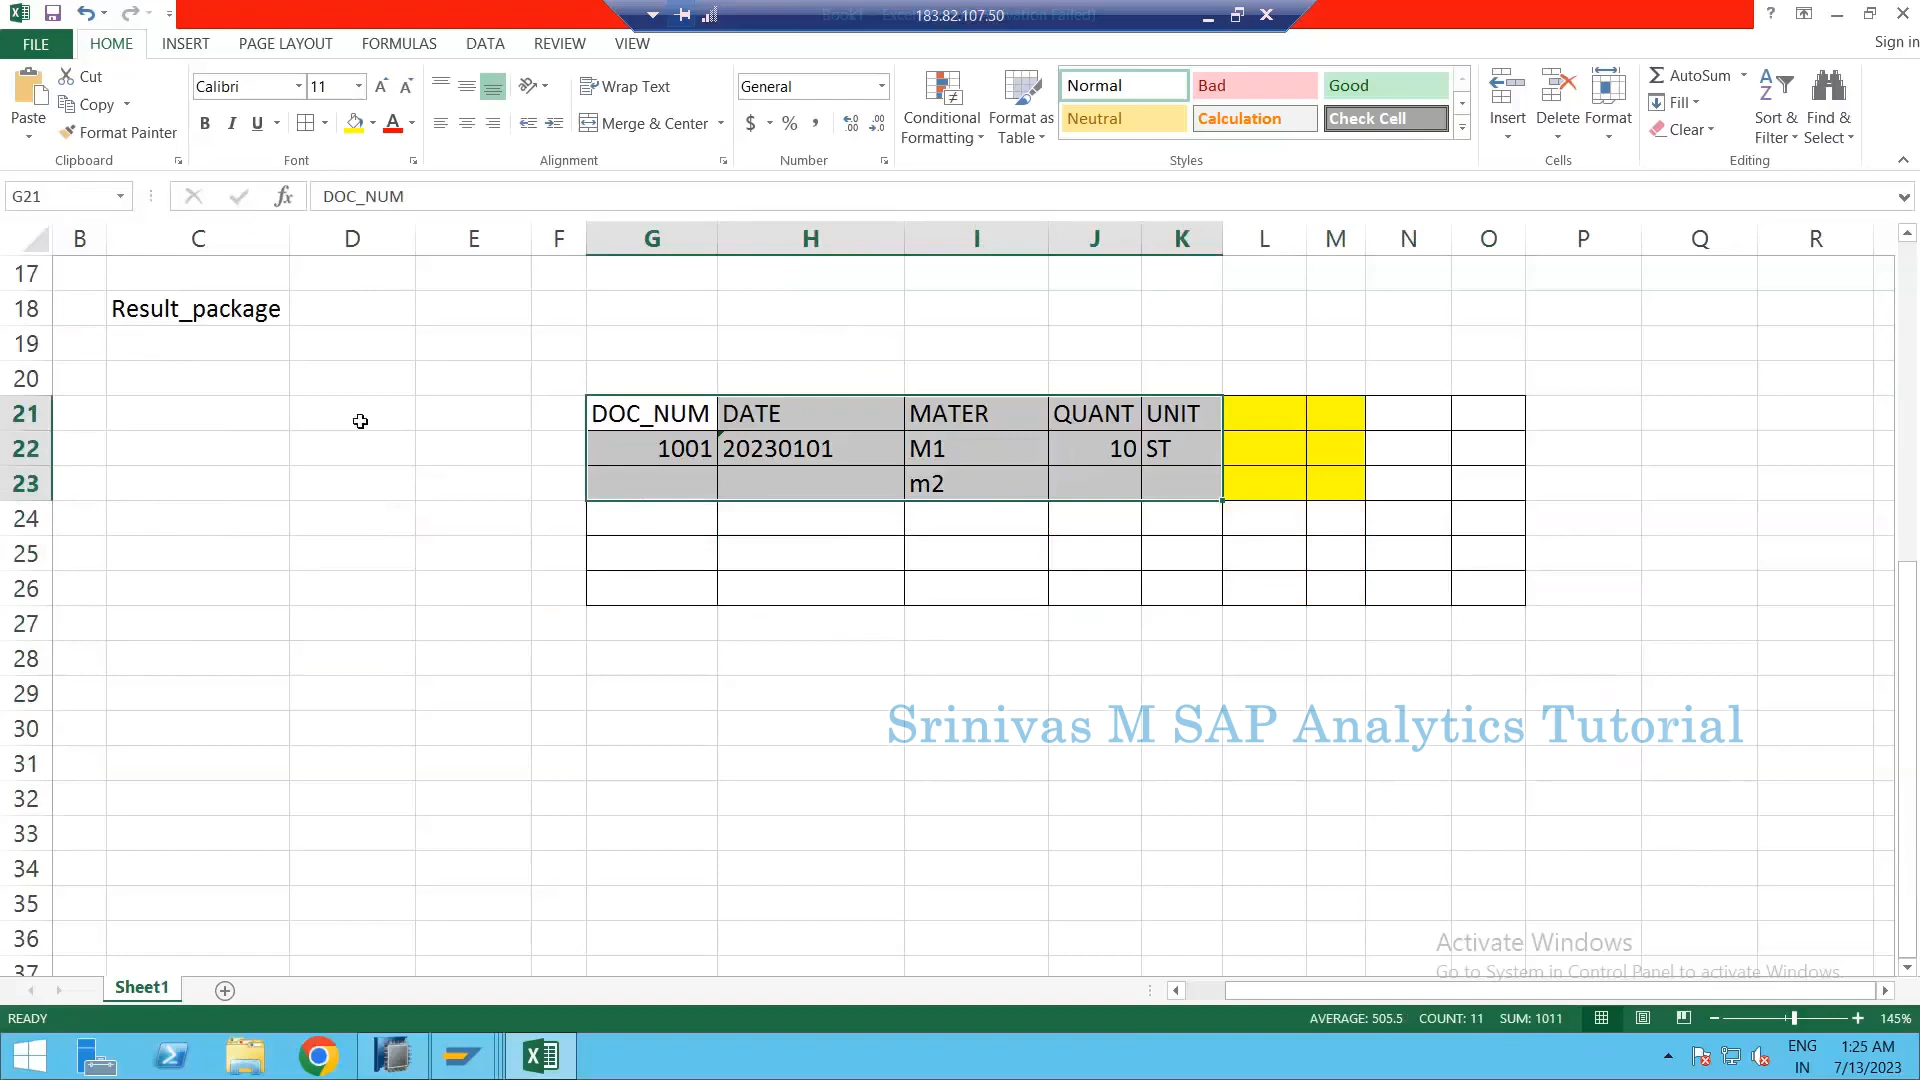 183.82.107.50
Sign in
FILE HOME INSERT PAGE LAYOUT FORMULAS DATA REVIEW VIEW
Paste
Cut
Copy
Format Painter
Clipboard
Calibri 11
B I U
Font
Wrap Text
Merge & Center
Alignment
General
$ % ,
Number
Conditional Formatting
Format as Table
Normal Bad Good
Neutral Calculation Check Cell
Styles
Insert Delete Format
Cells
AutoSum
Fill
Clear
Sort & Filter
Find & Select
Editing
G21 fx DOC_NUM
B C D E F G H I J K L M N O P Q R
17
18 Result_package
19
20
21 DOC_NUM DATE MATER QUANT UNIT
22 1001 20230101 M1 10 ST
23 m2
24
25
26
27
28
29
30
31
32
33
34
35
36
37
Srinivas M SAP Analytics Tutorial
Activate Windows
Go to System in Control Panel to activate Windows.
Sheet1
READY AVERAGE: 505.5 COUNT: 11 SUM: 1011 145%
ENG 1:25 AM
IN 7/13/2023